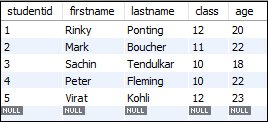 studentid firstname lastname class age
1 Rinky Ponting 12 20
2 Mark Boucher 11 22
3 Sachin Tendulkar 10 18
4 Peter Fleming 10 22
5 Virat Kohli 12 23
NULL NULL NULL NULL NULL